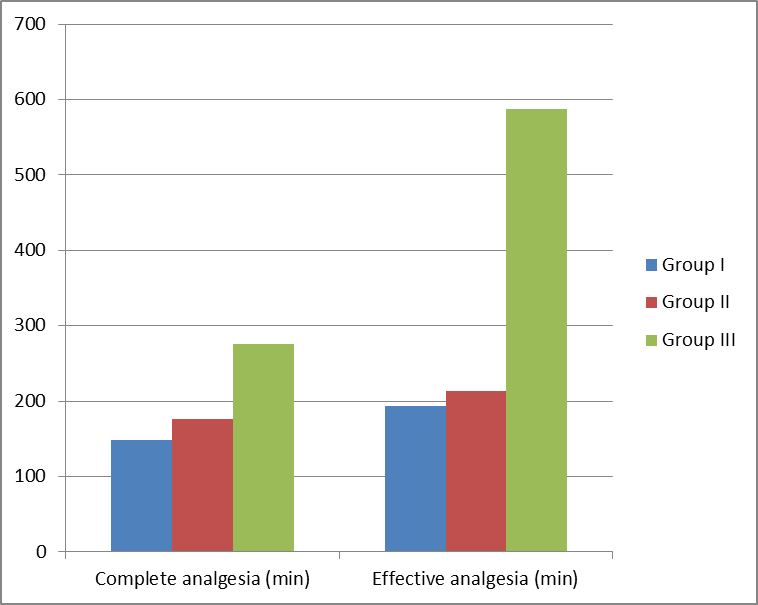 700
600
500
400
300
200
100
0
Complete analgesia (min)
Effective analgesia (min)
Group I
Group II
Group III